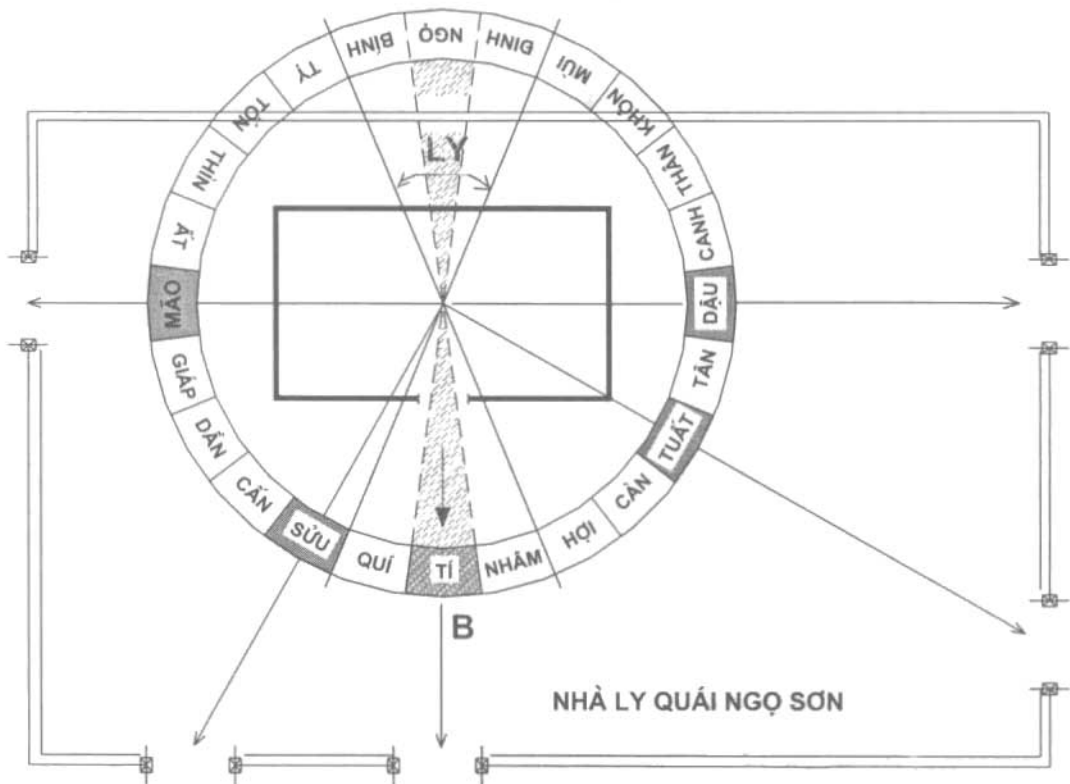 NGỌ
ĐINH
MÙI
KHÔN
THÂN
CANH
DẬU
TÂN
TUẤT
CÀN
HỢI
NHÂM
TÍ
QUÍ
SỬU
CẤN
DẦN
GIÁP
MẠO
ẤT
THÌN
TỐN
TỴ
BÍNH
LY
B
NHÀ LY QUÁI NGỌ SƠN